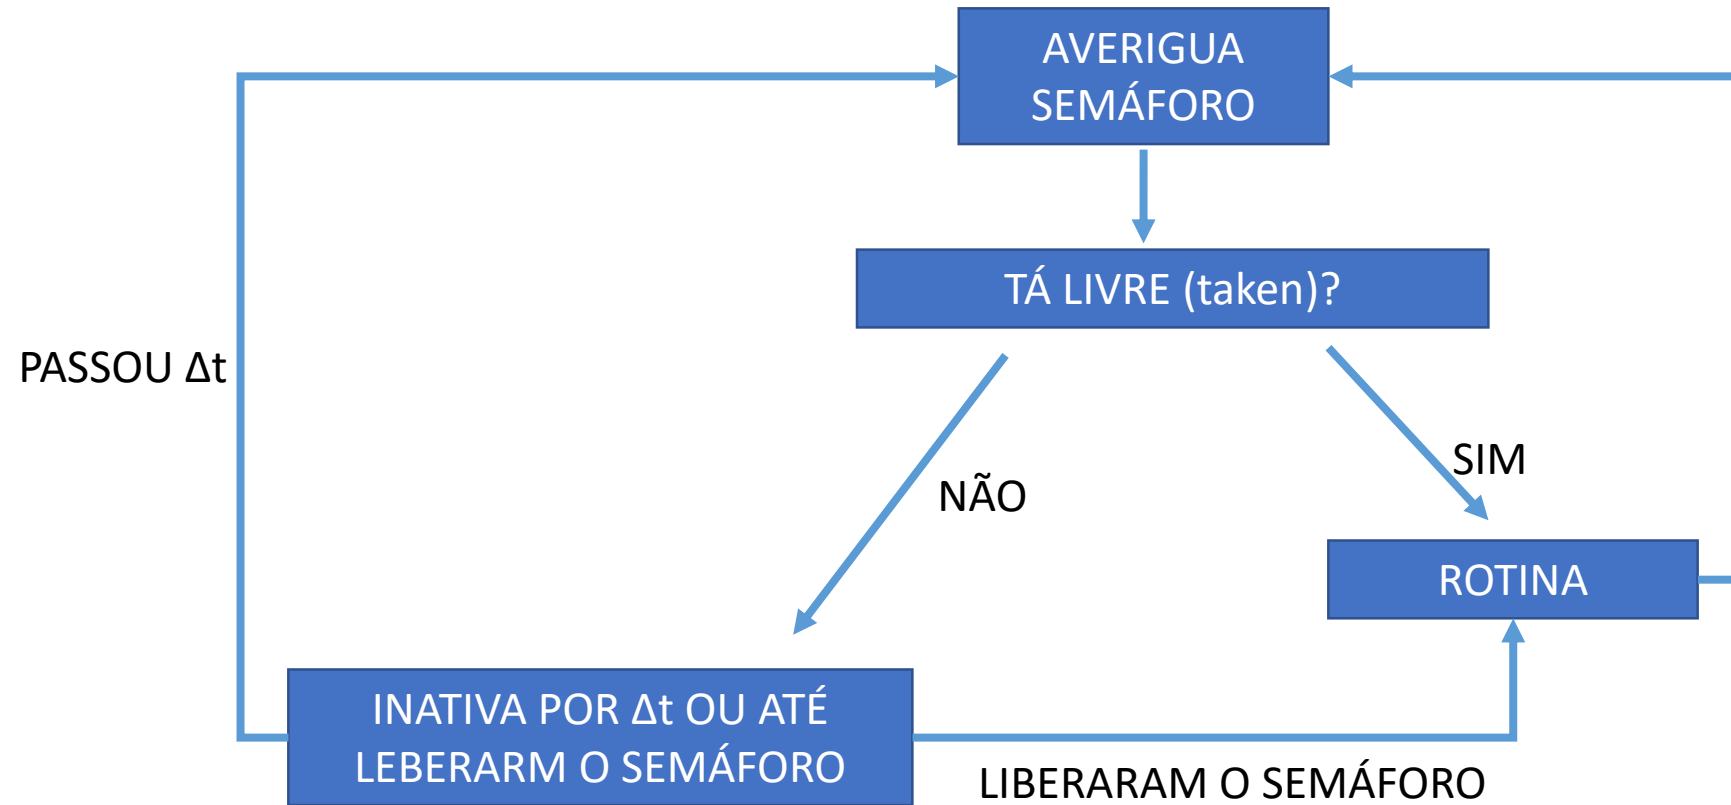 AVERIGUA
SEMÁFORO
TÁ LIVRE (taken)?
PASSOU Δt
SIM
NÃO
ROTINA
INATIVA POR Δt OU ATÉ
LEBERARM O SEMÁFORO
LIBERARAM O SEMÁFORO